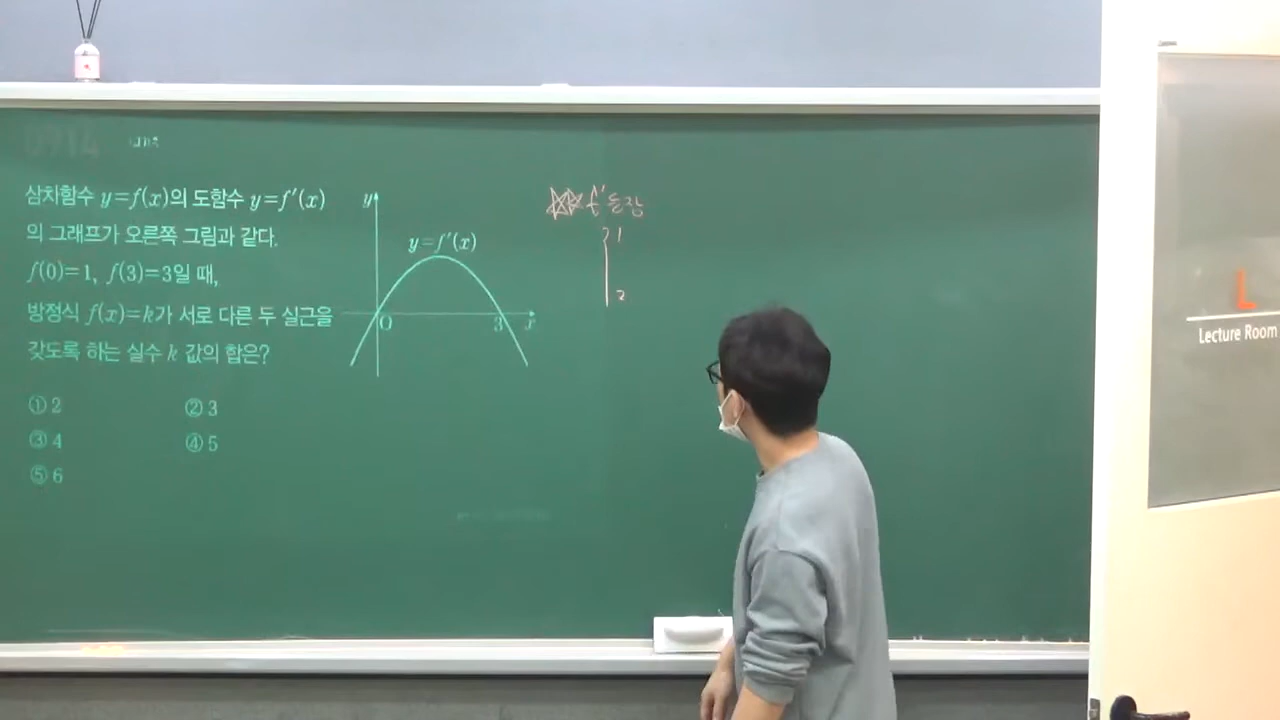 0914
삼차함수 y=f(x)의 도함수 y=f'(x)
의 그래프가 오른쪽 그림과 같다.
f(0)=1, f(3)=3일 때,
방정식 f(x)=k가 서로 다른 두 실근을
갖도록 하는 실수 k 값의 합은?
① 2 ② 3
③ 4 ④ 5
⑤ 6
y
y=f'(x)
O 3 x
f' 등장
1
2
L
Lecture Room